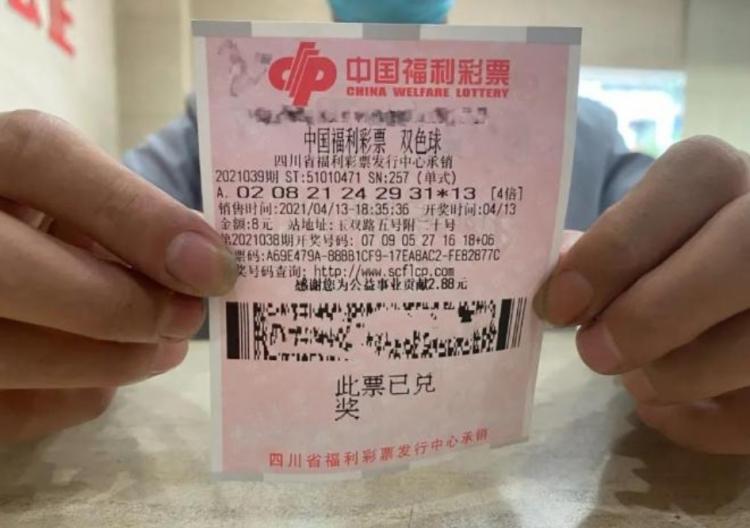 中国福利彩票
CHINA WELFARE LOTTERY
中国福利彩票 双色球
四川省福利彩票发行中心承销
2021039期 ST:51010471 SN:257 (单式)
A. 02 08 21 24 29 31*13 [4倍]
销售时间:2021/04/13-18:35:36 开奖时间:04/13
金额:8元 站地址:玉双路五号附二十号
第2021038期开奖号码: 07 09 05 27 16 18+06
票码:A69E479A-88BB1CF9-17EA8AC2-FE82877C
奖号码查询: http://www.scflcp.com
感谢您为公益事业贡献2.88元
此票已兑
奖
四川省福利彩票发行中心承销